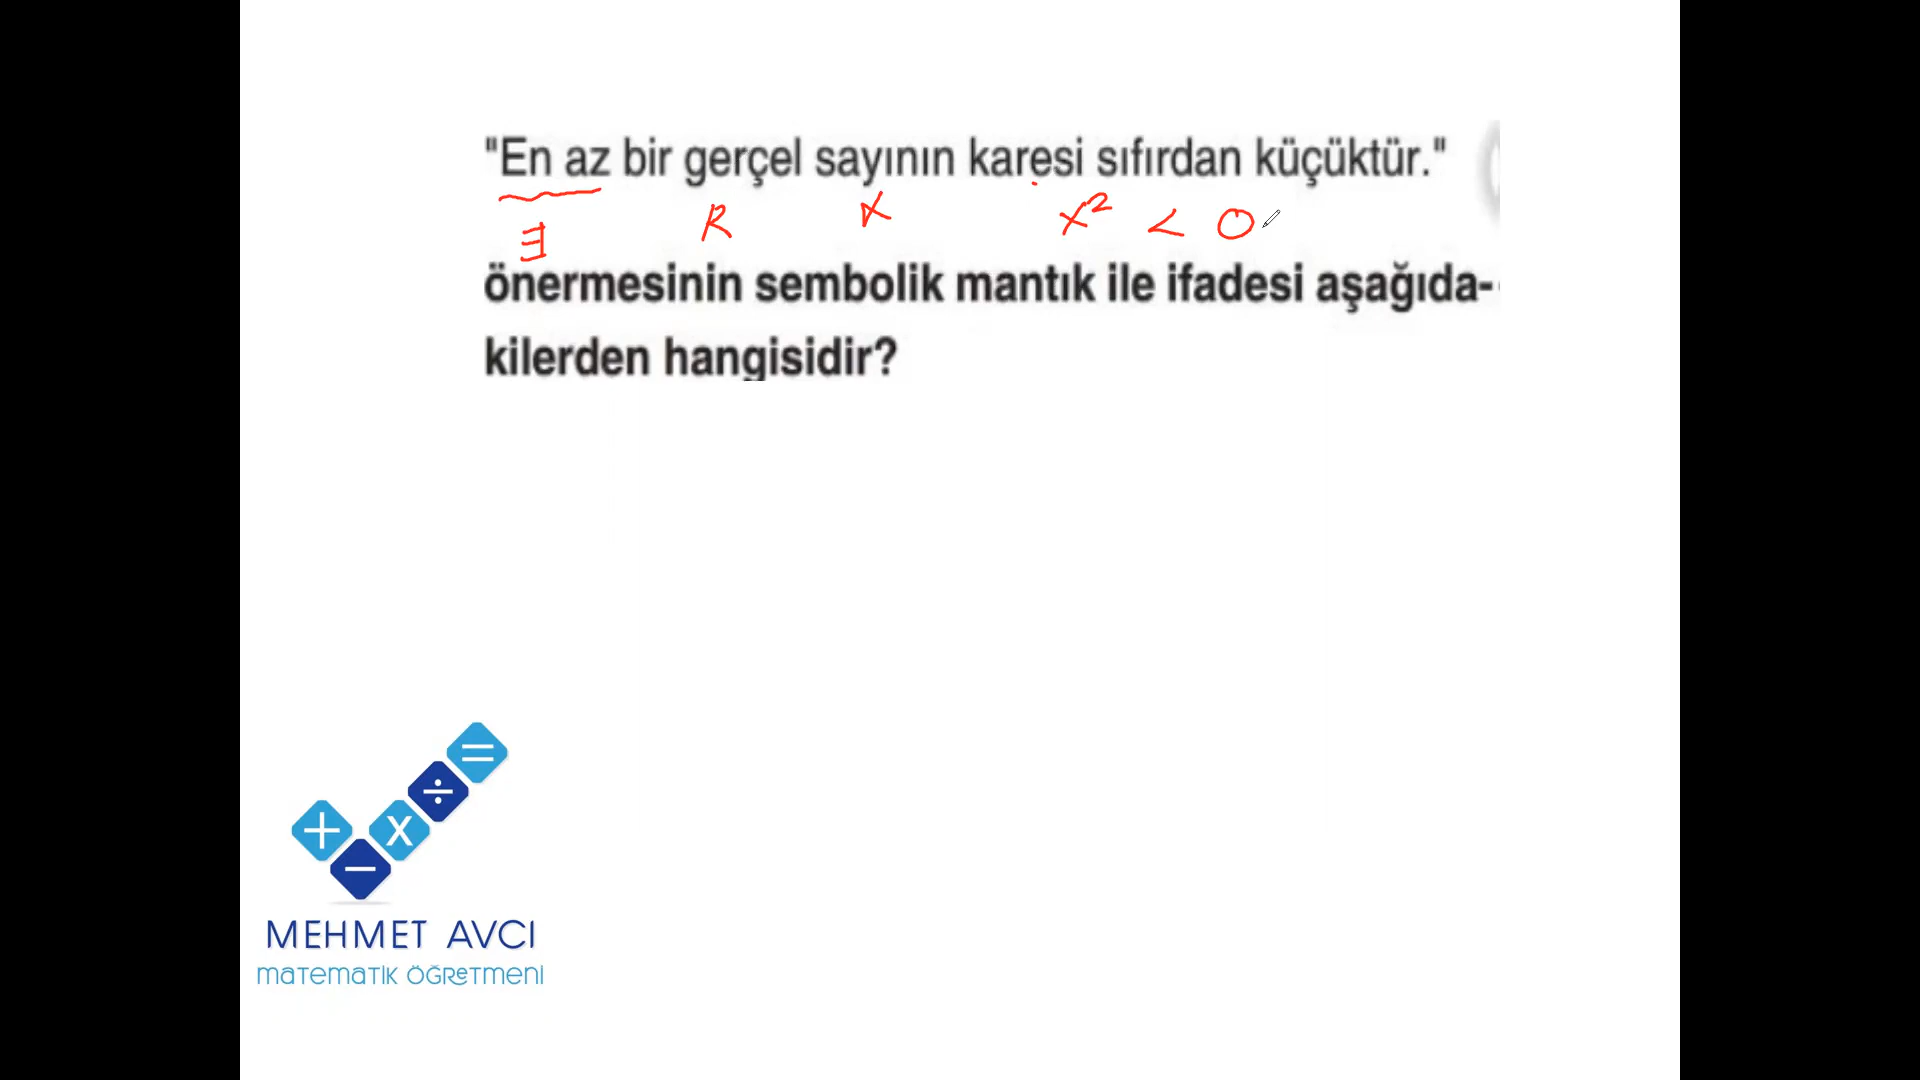 "En az bir gerçel sayının karesi sıfırdan küçüktür."
∃ R x x² < 0
önermesinin sembolik mantık ile ifadesi aşağıda-
kilerden hangisidir?
= ÷ + x −
MEHMET AVCI
matematik ÖĞRetmeni